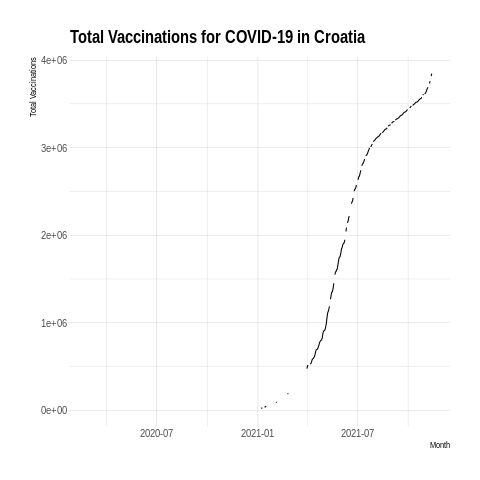 Total Vaccinations for COVID-19 in Croatia
Total Vaccinations
4e+06
3e+06
2e+06
1e+06
0e+00
2020-07 2021-01 2021-07
Month